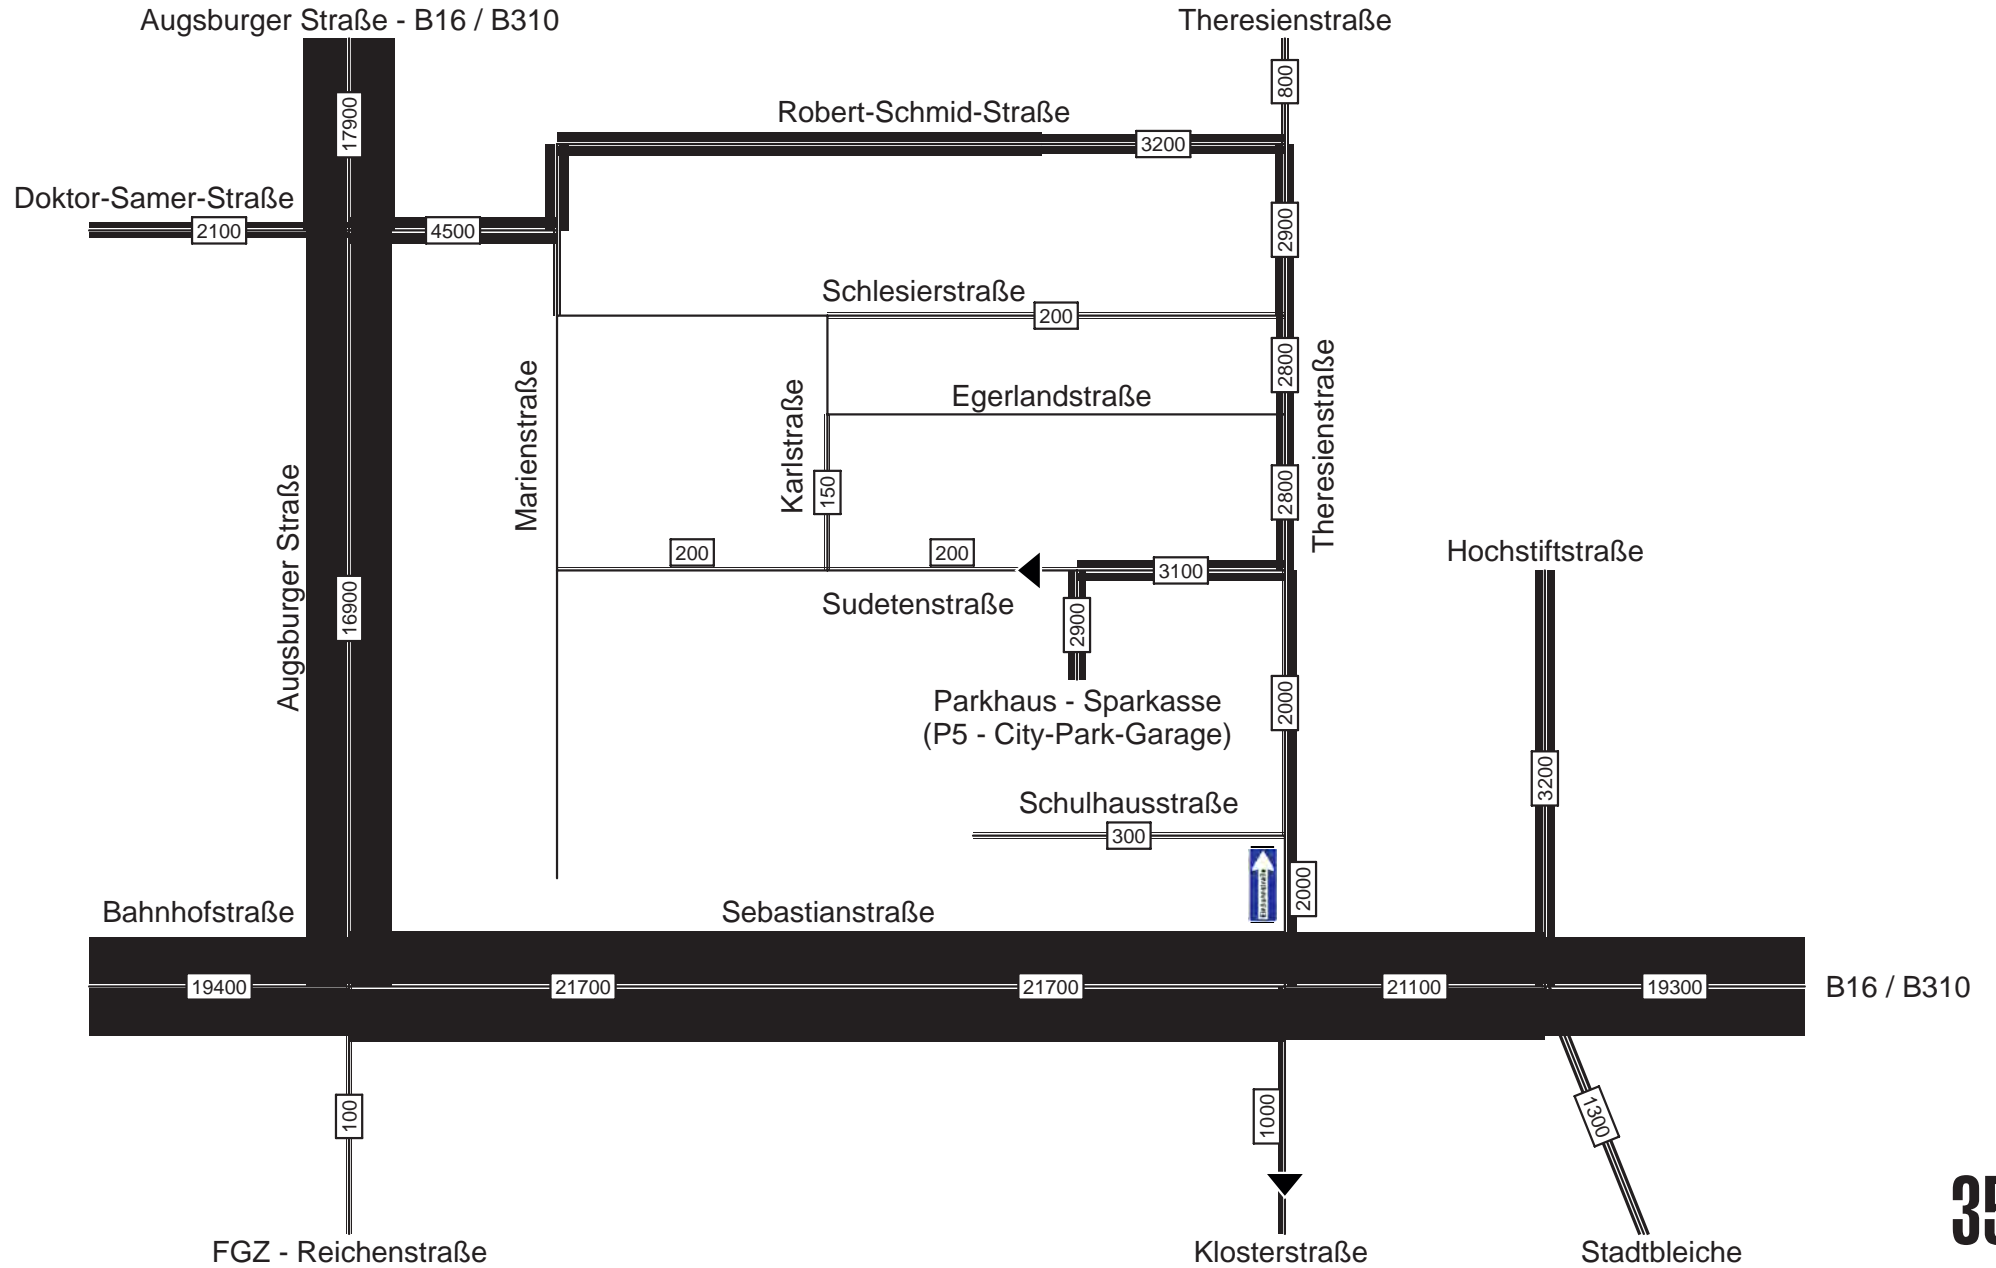 Augsburger Straße - B16 / B310
Theresienstraße
800
17900
Robert-Schmid-Straße
3200
Doktor-Samer-Straße
2100
4500
2900
Schlesierstraße
200
2800
Theresienstraße
Marienstraße
Karlstraße
Egerlandstraße
150
2800
Augsburger Straße
16900
200
200
3100
Hochstiftstraße
Sudetenstraße
2900
Parkhaus - Sparkasse
(P5 - City-Park-Garage)
2000
3200
Schulhausstraße
300
Einbahnstraße
2000
Bahnhofstraße
Sebastianstraße
19400
21700
21700
21100
19300
B16 / B310
100
1000
1300
35
FGZ - Reichenstraße
Klosterstraße
Stadtbleiche